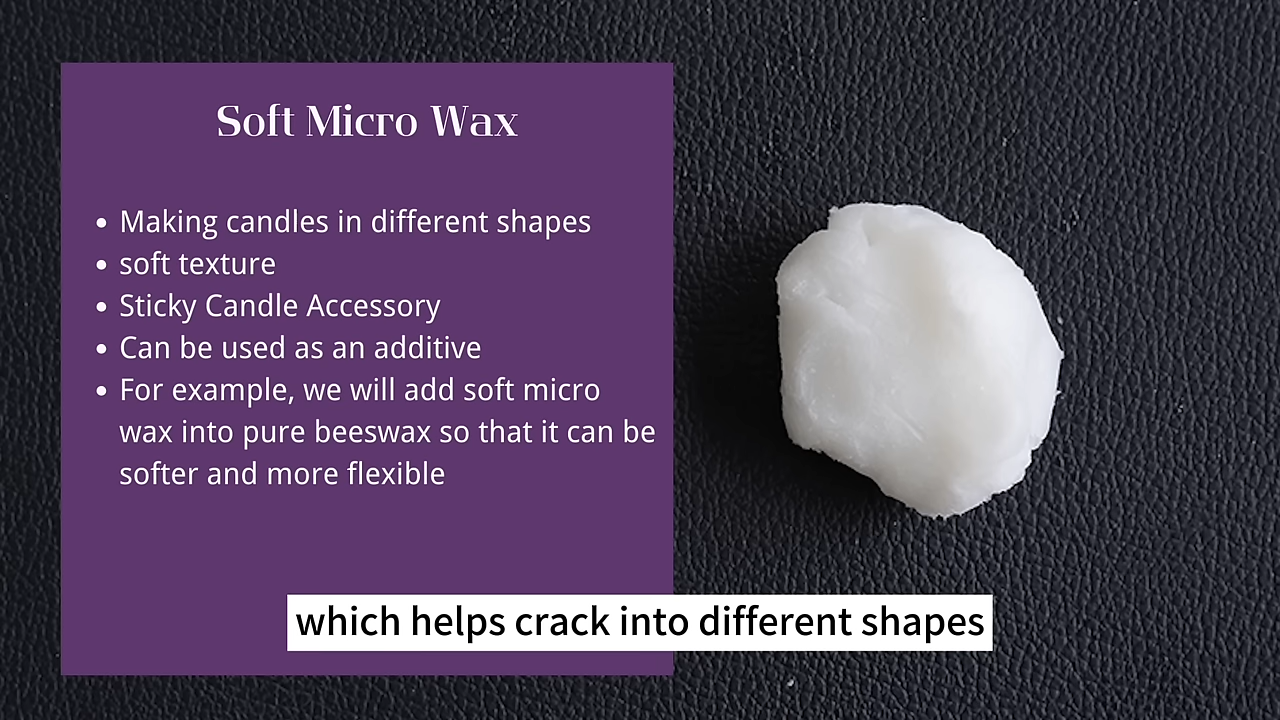 Soft Micro Wax
• Making candles in different shapes
• soft texture
• Sticky Candle Accessory
• Can be used as an additive
• For example, we will add soft micro
wax into pure beeswax so that it can be
softer and more flexible
which helps crack into different shapes